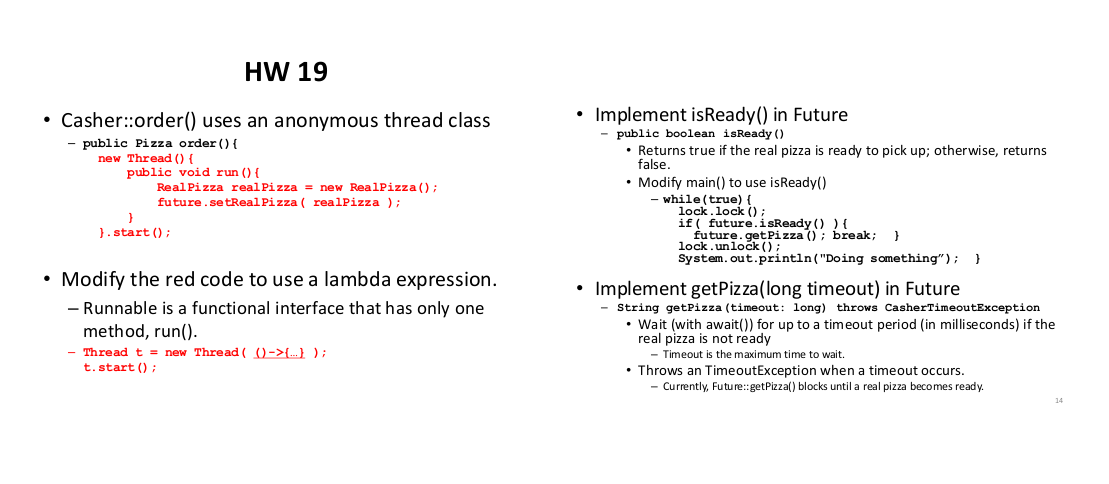 HW 19
• Casher::order() uses an anonymous thread class
– public Pizza order(){
new Thread(){
public void run(){
RealPizza realPizza = new RealPizza();
future.setRealPizza( realPizza );
}
}.start();
• Modify the red code to use a lambda expression.
– Runnable is a functional interface that has only one
method, run().
– Thread t = new Thread( ()->{…} );
t.start();
• Implement isReady() in Future
– public boolean isReady()
• Returns true if the real pizza is ready to pick up; otherwise, returns
false.
• Modify main() to use isReady()
– while(true){
lock.lock();
if( future.isReady() ){
future.getPizza(); break; }
lock.unlock();
System.out.println("Doing something”); }
• Implement getPizza(long timeout) in Future
– String getPizza(timeout: long) throws CasherTimeoutException
• Wait (with await()) for up to a timeout period (in milliseconds) if the
real pizza is not ready
– Timeout is the maximum time to wait.
• Throws an TimeoutException when a timeout occurs.
– Currently, Future::getPizza() blocks until a real pizza becomes ready.
14